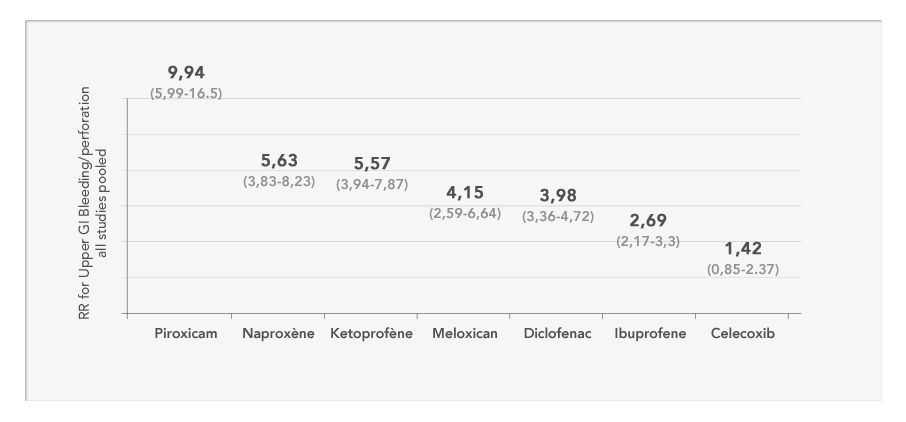 RR for Upper GI Bleeding/perforation
all studies pooled
9,94
(5,99-16.5)
5,63
(3,83-8,23)
5,57
(3,94-7,87)
4,15
(2,59-6,64)
3,98
(3,36-4,72)
2,69
(2,17-3,3)
1,42
(0,85-2.37)
Piroxicam
Naproxène
Ketoprofène
Meloxican
Diclofenac
Ibuprofene
Celecoxib